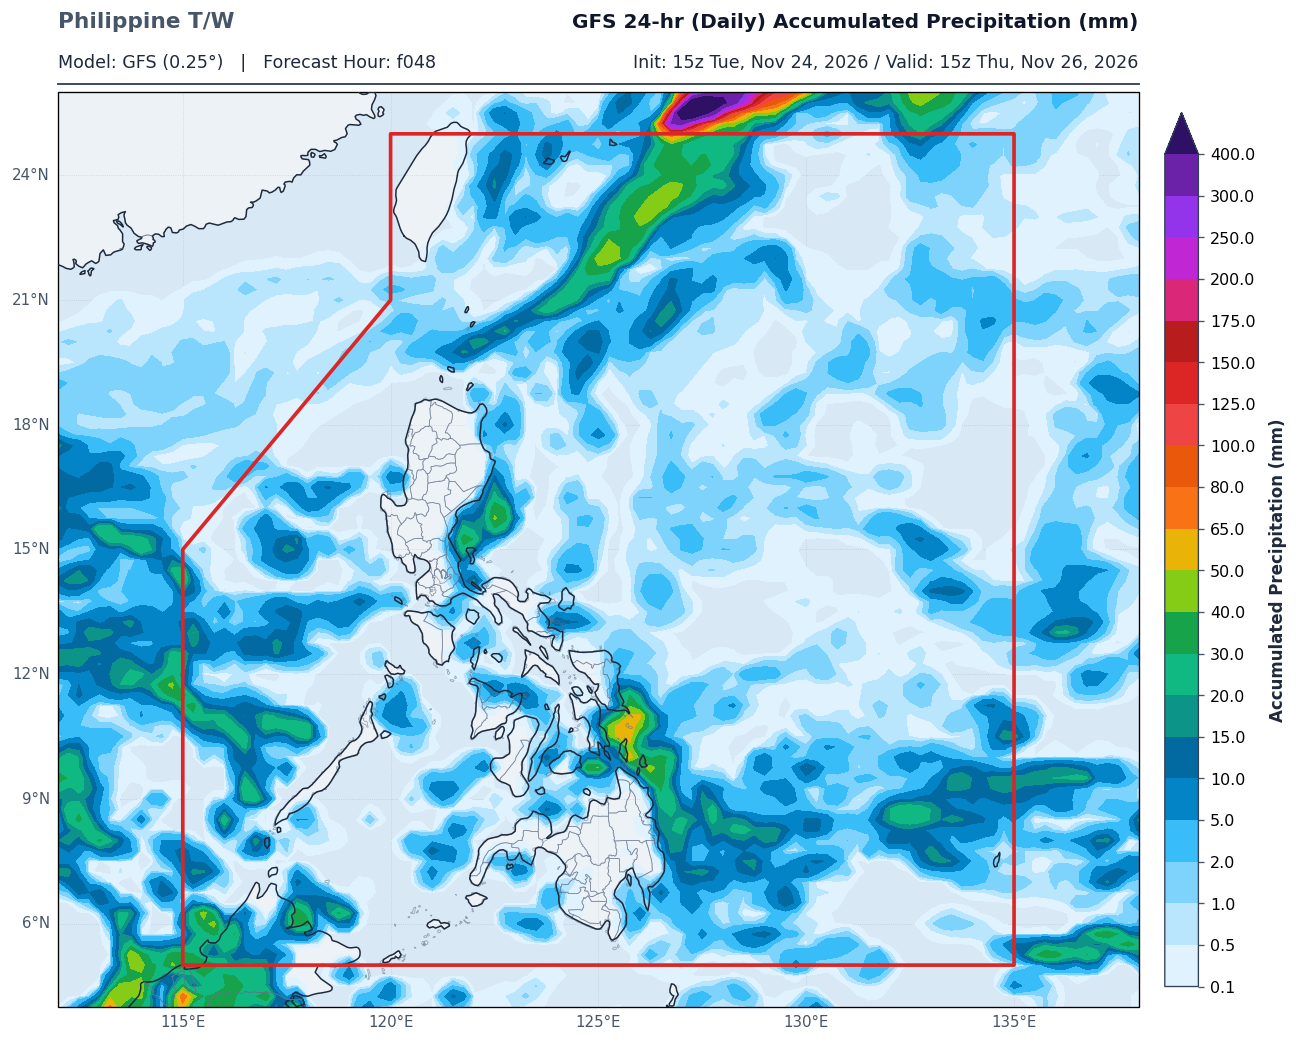 Philippine T/W
GFS 24-hr (Daily) Accumulated Precipitation (mm)
Model: GFS (0.25°) | Forecast Hour: f048
Init: 15z Tue, Nov 24, 2026 / Valid: 15z Thu, Nov 26, 2026
24°N
21°N
18°N
15°N
12°N
9°N
6°N
115°E
120°E
125°E
130°E
135°E
400.0
300.0
250.0
200.0
175.0
150.0
125.0
100.0
80.0
65.0
50.0
40.0
30.0
20.0
15.0
10.0
5.0
2.0
1.0
0.5
0.1
Accumulated Precipitation (mm)